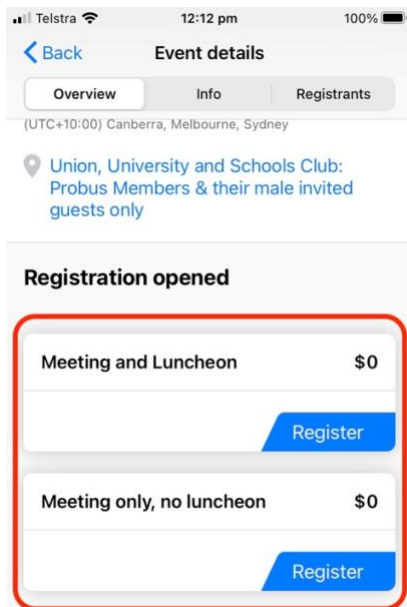 Telstra 12:12 pm 100%
Back Event details
Overview Info Registrants
(UTC+10:00) Canberra, Melbourne, Sydney
Union, University and Schools Club:
Probus Members & their male invited
guests only
Registration opened
Meeting and Luncheon $0
Register
Meeting only, no luncheon $0
Register